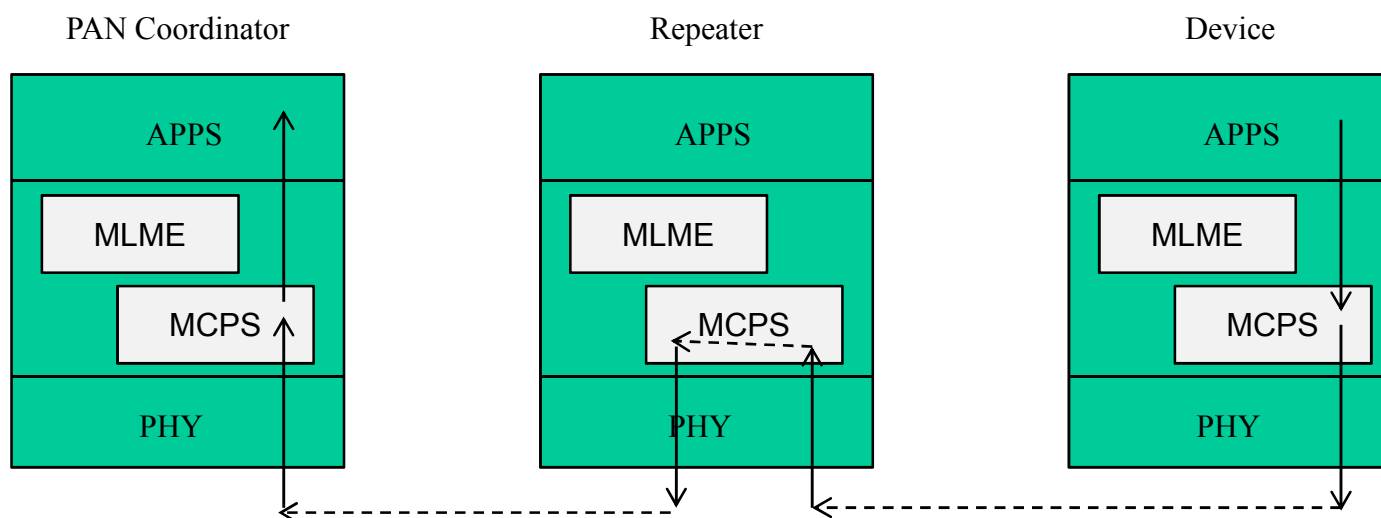 PAN Coordinator
Repeater
Device
APPS
APPS
APPS
MLME
MLME
MLME
MCPS
MCPS
MCPS
PHY
PHY
PHY